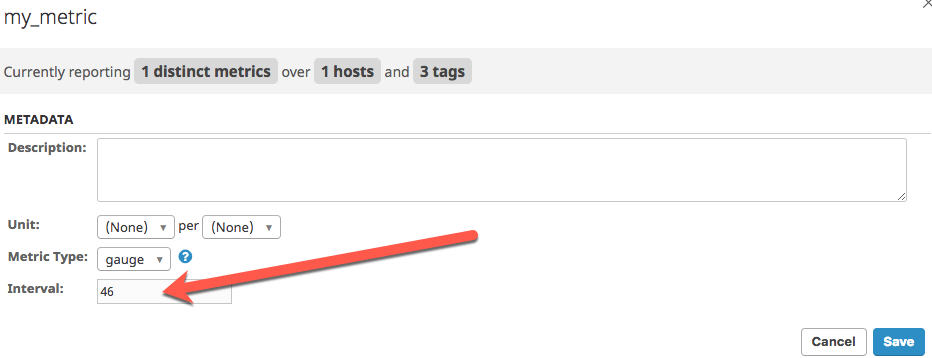 my_metric
Currently reporting 1 distinct metrics over 1 hosts and 3 tags
METADATA
Description:
Unit: (None) per (None)
Metric Type: gauge ?
Interval: 46
Cancel Save